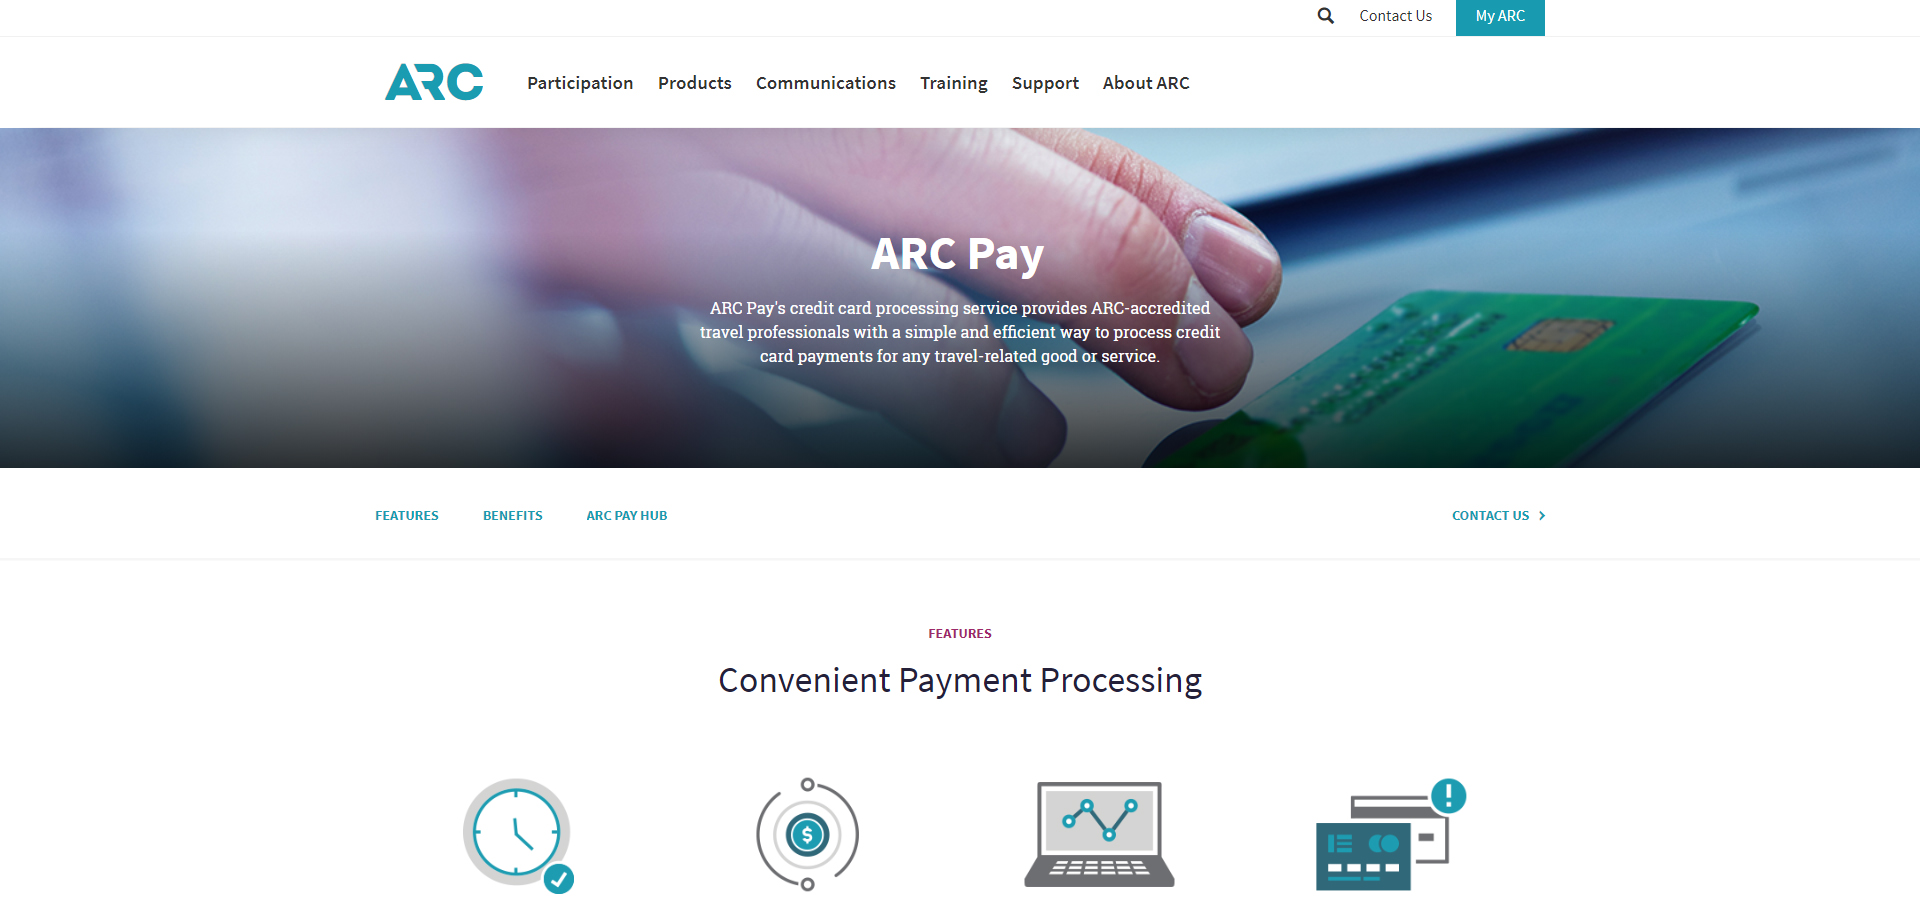 Contact Us
My ARC
ARC
Participation
Products
Communications
Training
Support
About ARC
ARC Pay
ARC Pay's credit card processing service provides ARC-accredited
travel professionals with a simple and efficient way to process credit
card payments for any travel-related good or service.
FEATURES
BENEFITS
ARC PAY HUB
CONTACT US
FEATURES
Convenient Payment Processing
$
!